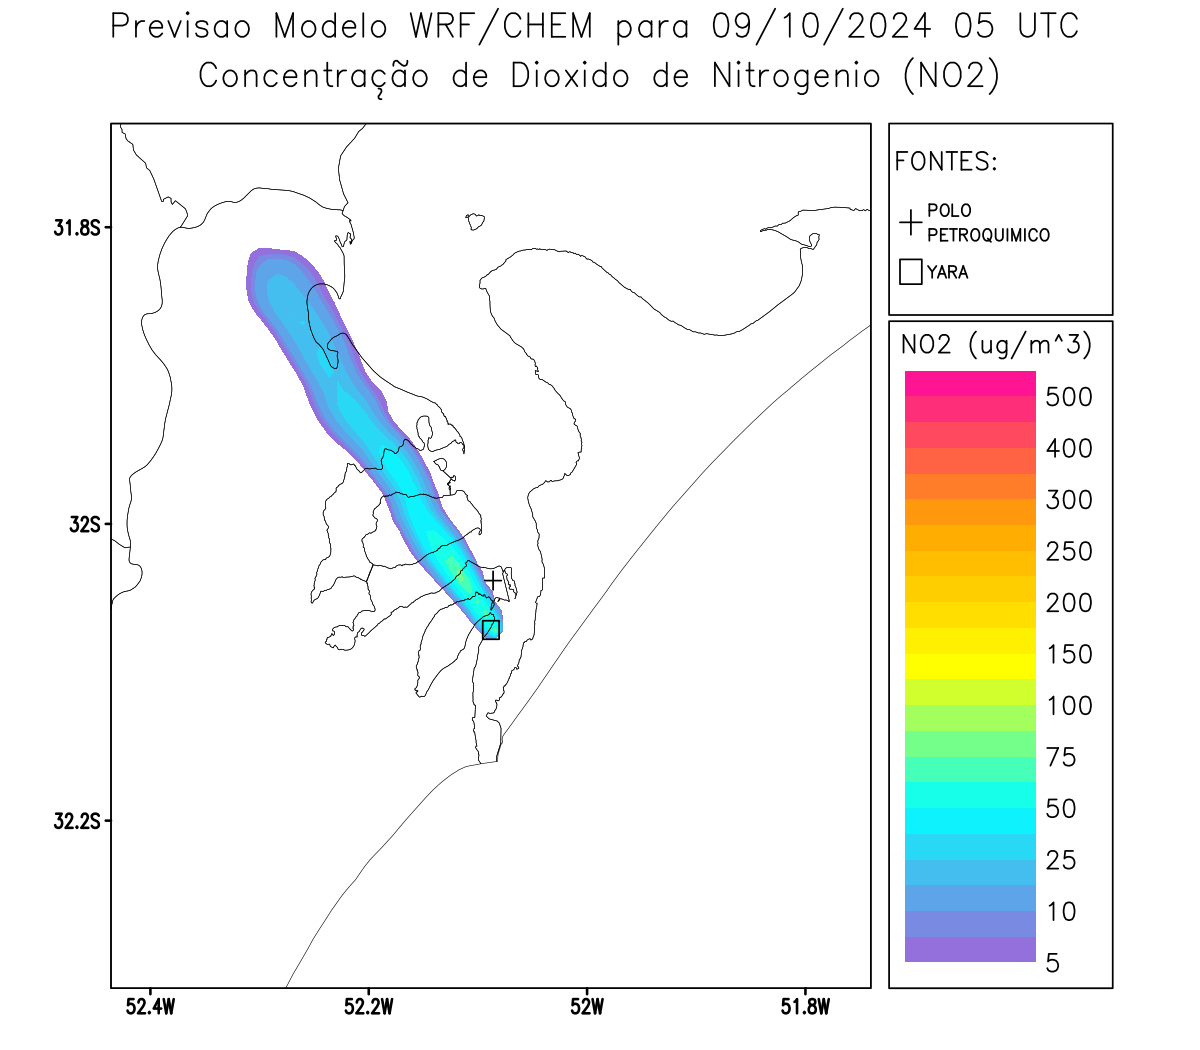 Previsao Modelo WRF/CHEM para 09/10/2024 05 UTC
Concentração de Dioxido de Nitrogenio (NO2)
FONTES:
POLO
PETROQUIMICO
YARA
NO2 (ug/m^3)
500
400
300
250
200
150
100
75
50
25
10
5
31.8S
32S
32.2S
52.4W
52.2W
52W
51.8W